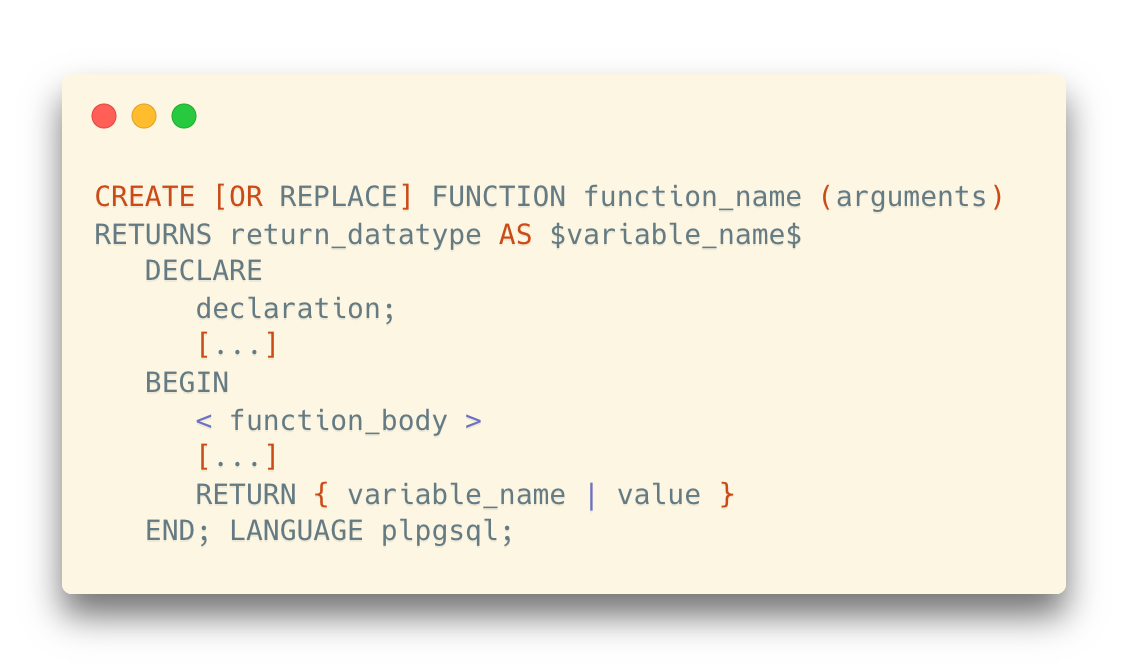 CREATE [OR REPLACE] FUNCTION function_name (arguments)
RETURNS return_datatype AS $variable_name$
   DECLARE
      declaration;
      [...]
   BEGIN
      < function_body >
      [...]
      RETURN { variable_name | value }
   END; LANGUAGE plpgsql;